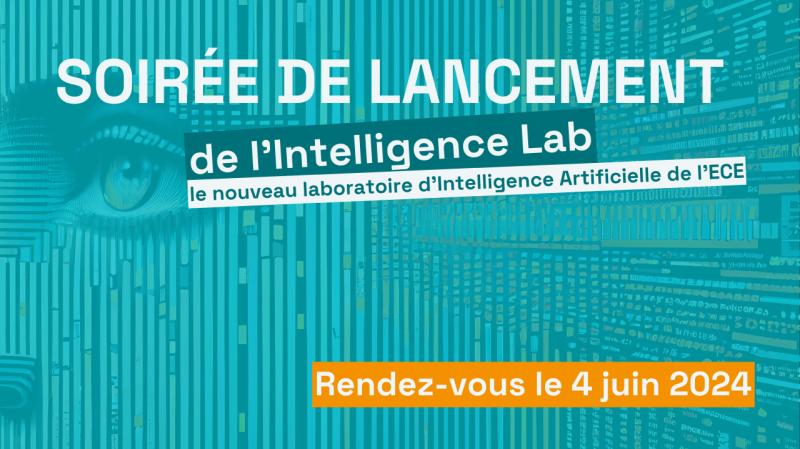 SOIRÉE DE LANCEMENT
de l'Intelligence Lab
le nouveau laboratoire d'Intelligence Artificielle de l'ECE
Rendez-vous le 4 juin 2024